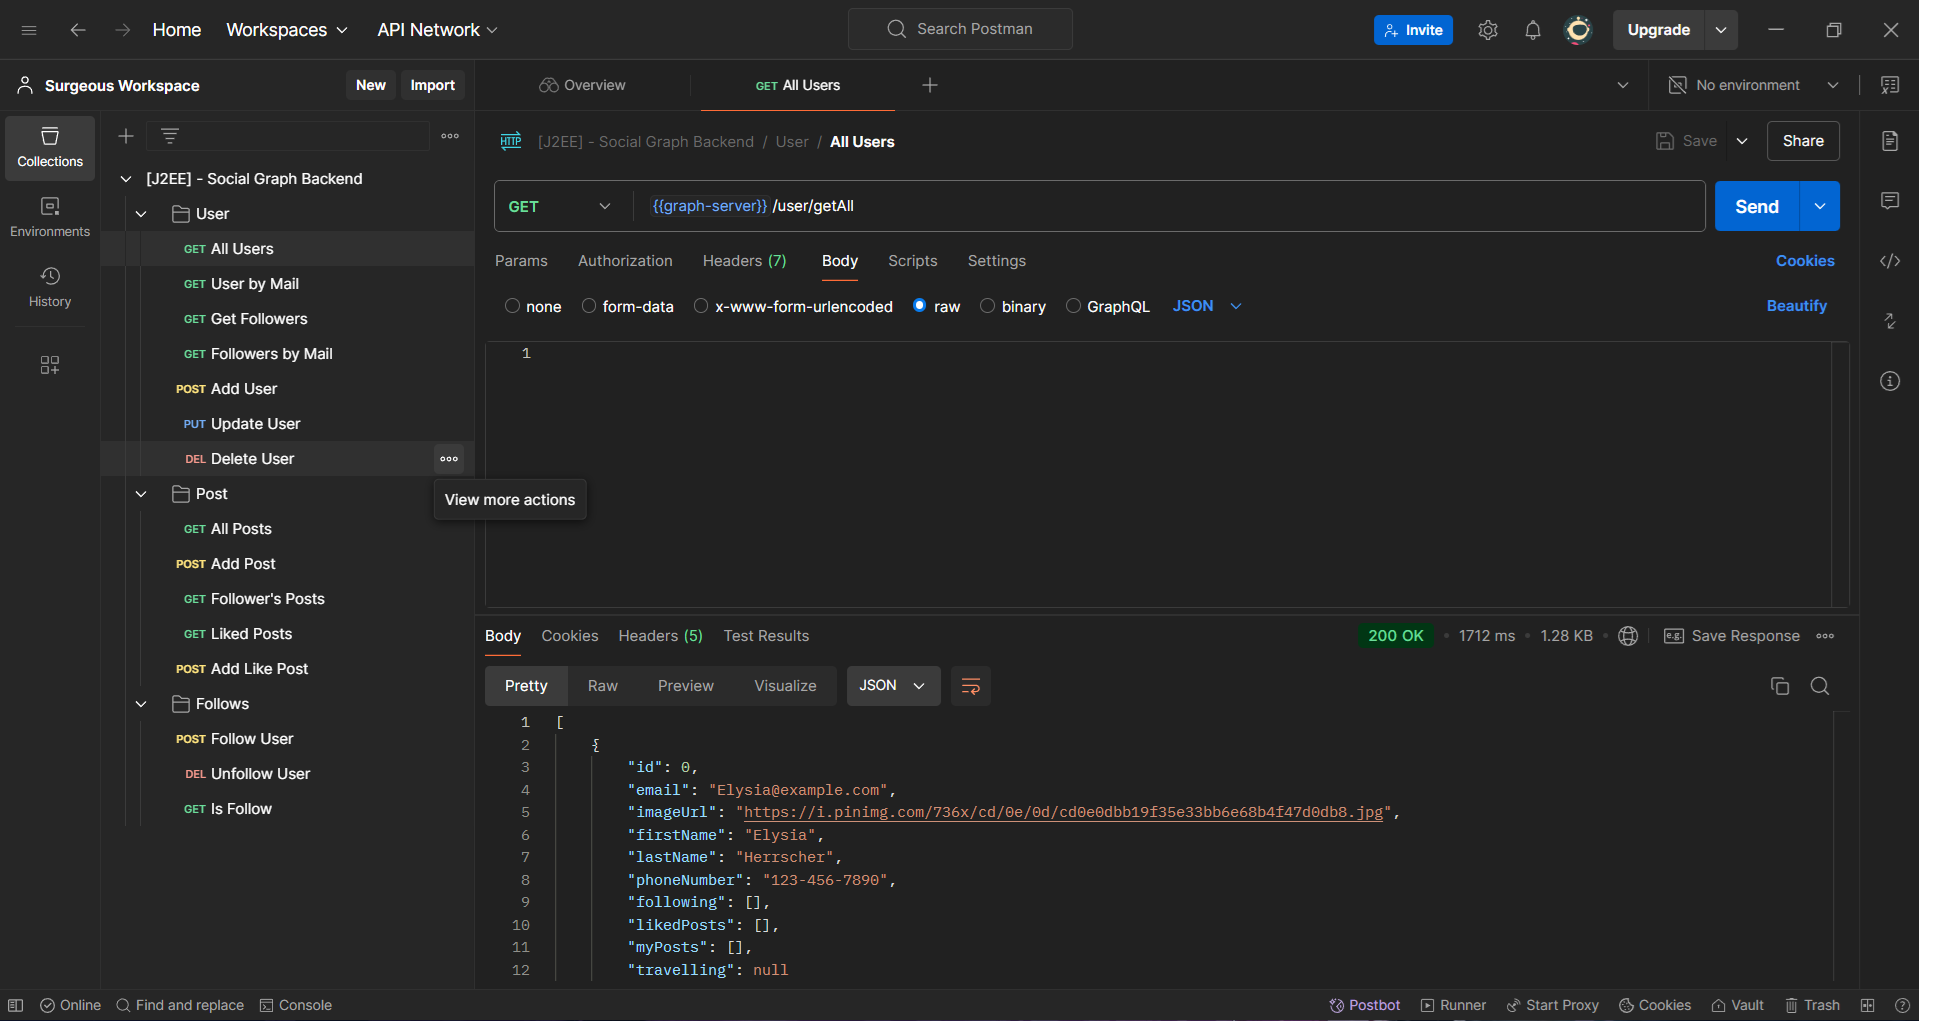 Home Workspaces API Network Search Postman Invite Upgrade
Surgeous Workspace New Import
Overview GET All Users No environment
Collections
Environments
History
[J2EE] - Social Graph Backend
User
GET All Users
GET User by Mail
GET Get Followers
GET Followers by Mail
POST Add User
PUT Update User
DEL Delete User
View more actions
Post
GET All Posts
POST Add Post
GET Follower's Posts
GET Liked Posts
POST Add Like Post
Follows
POST Follow User
DEL Unfollow User
GET Is Follow
HTTP [J2EE] - Social Graph Backend / User / All Users Save Share
GET {{graph-server}} /user/getAll Send
Params Authorization Headers (7) Body Scripts Settings Cookies
none form-data x-www-form-urlencoded raw binary GraphQL JSON Beautify
1
Body Cookies Headers (5) Test Results 200 OK 1712 ms 1.28 KB e.g. Save Response
Pretty Raw Preview Visualize JSON
1 [
2 {
3 "id": 0,
4 "email": "Elysia@example.com",
5 "imageUrl": "https://i.pinimg.com/736x/cd/0e/0d/cd0e0dbb19f35e33bb6e68b4f47d0db8.jpg",
6 "firstName": "Elysia",
7 "lastName": "Herrscher",
8 "phoneNumber": "123-456-7890",
9 "following": [],
10 "likedPosts": [],
11 "myPosts": [],
12 "travelling": null
Online Find and replace Console Postbot Runner Start Proxy Cookies Vault Trash